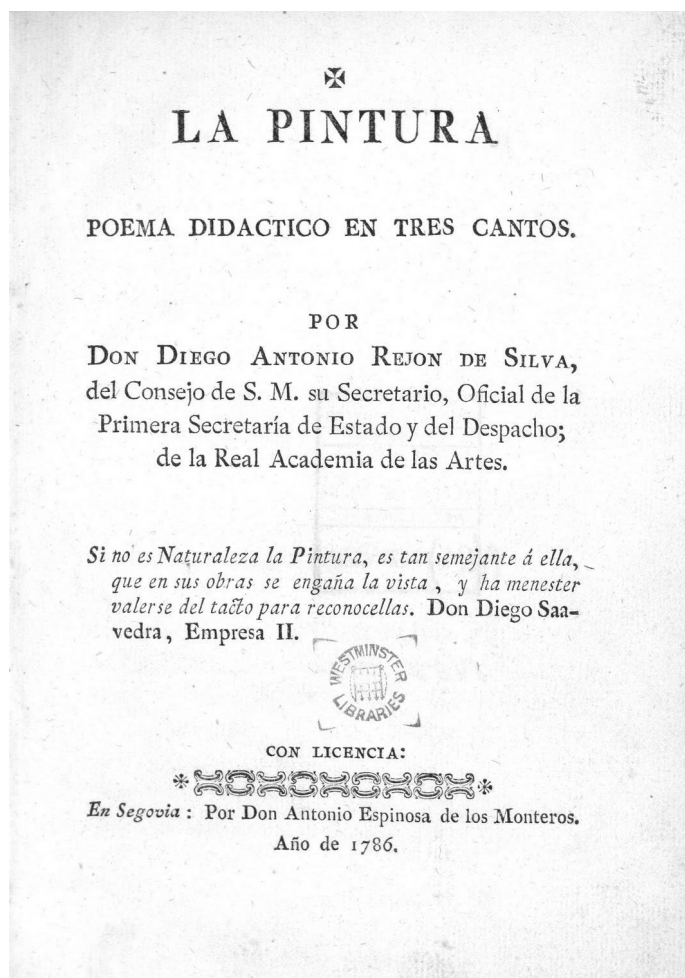 LA PINTURA
POEMA DIDACTICO EN TRES CANTOS.
POR
DON DIEGO ANTONIO REJON DE SILVA,
del Consejo de S. M. su Secretario, Oficial de la
Primera Secretaría de Estado y del Despacho;
de la Real Academia de las Artes.
Si no es Naturaleza la Pintura, es tan semejante á ella,
que en sus obras se engaña la vista, y ha menester
valerse del tacto para reconocellas. Don Diego Saa-
vedra, Empresa II.
WESTMINSTER
LIBRARIES
CON LICENCIA:
En Segovia: Por Don Antonio Espinosa de los Monteros.
Año de 1786.